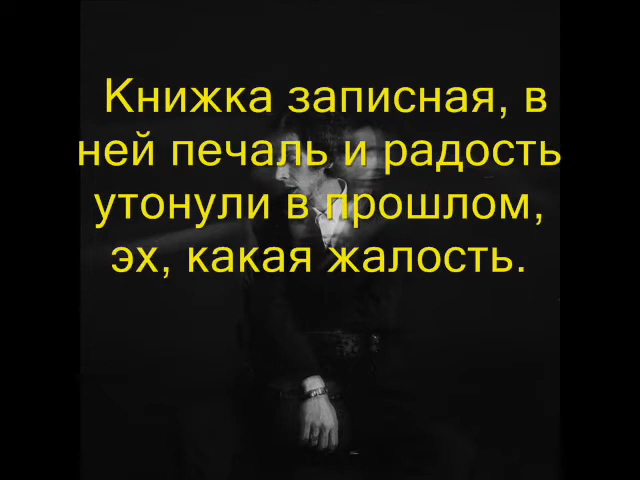 Книжка записная, в
ней печаль и радость
утонули в прошлом,
эх, какая жалость.